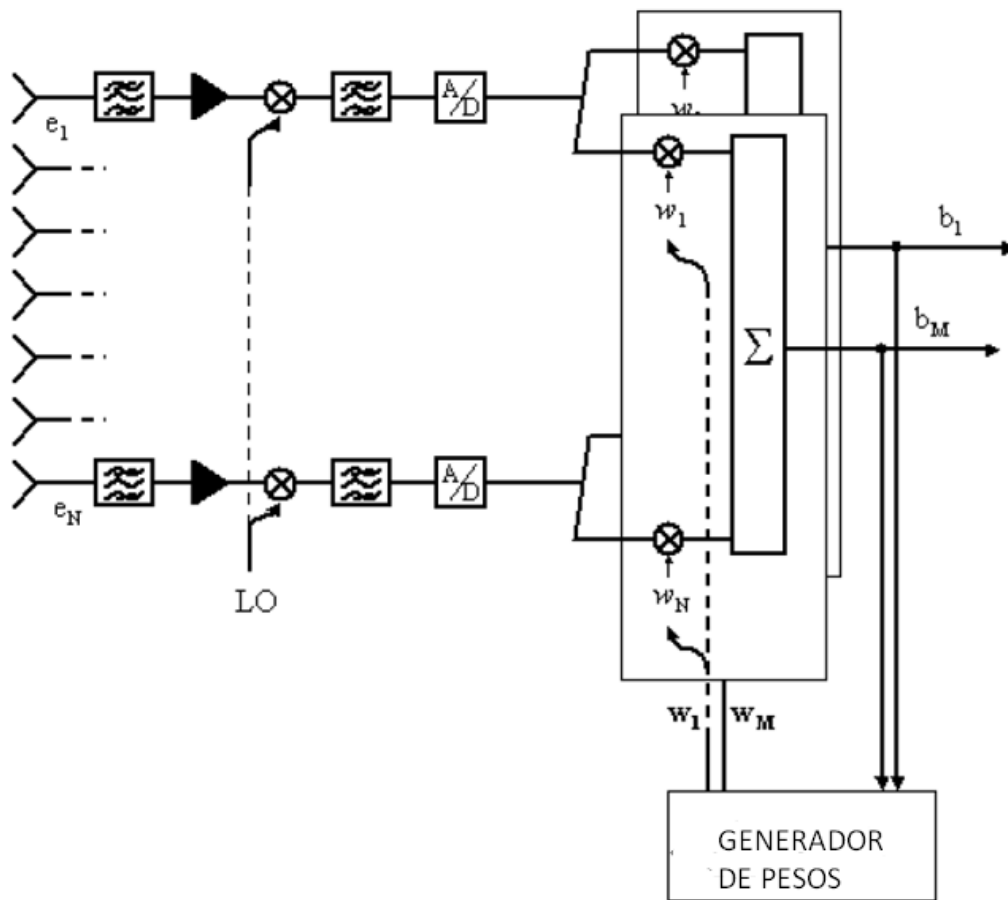 e1
A/D
w1
b1
bM
Σ
A/D
eN
wN
LO
w1 wM
GENERADOR
DE PESOS